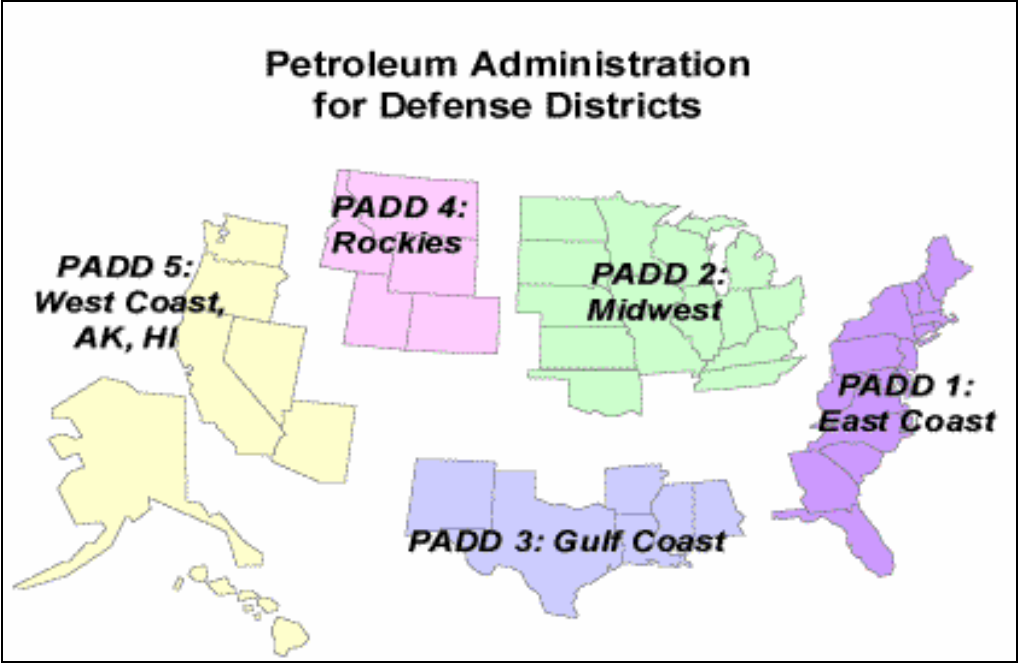 Petroleum Administration
for Defense Districts
PADD 4:
Rockies
PADD 5:
West Coast,
AK, HI
PADD 2:
Midwest
PADD 1:
East Coast
PADD 3: Gulf Coast